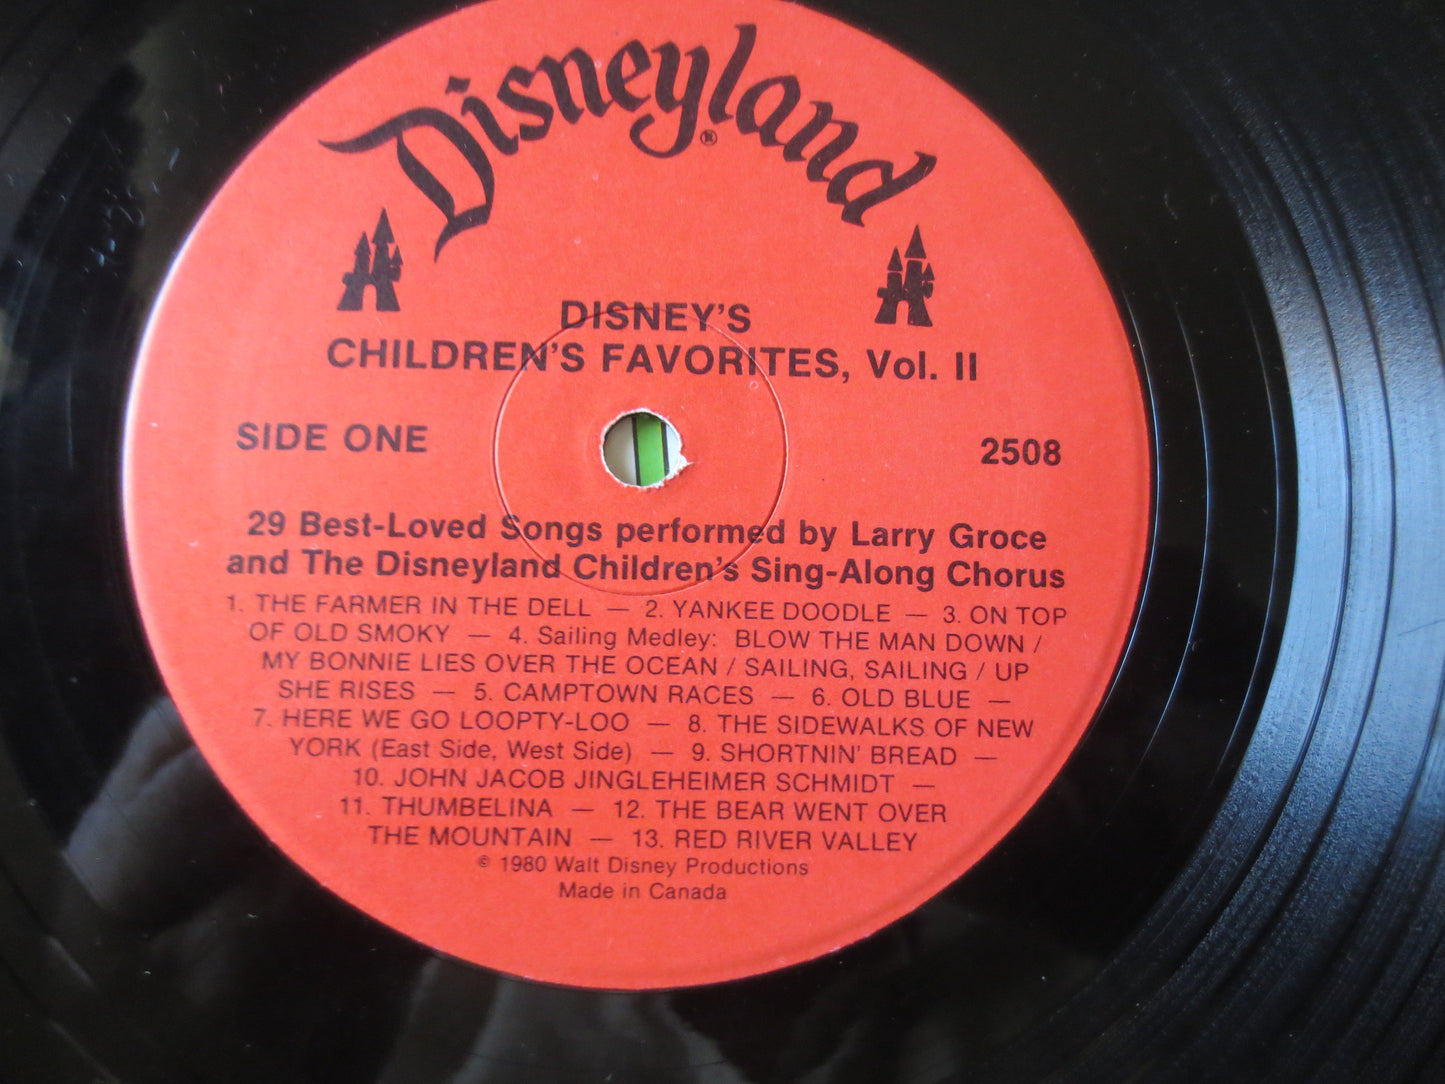 Disneyland®
DISNEY'S
CHILDREN'S FAVORITES, Vol. II
SIDE ONE
2508
29 Best-Loved Songs performed by Larry Groce
and The Disneyland Children's Sing-Along Chorus
1. THE FARMER IN THE DELL — 2. YANKEE DOODLE — 3. ON TOP
OF OLD SMOKY — 4. Sailing Medley: BLOW THE MAN DOWN /
MY BONNIE LIES OVER THE OCEAN / SAILING, SAILING / UP
SHE RISES — 5. CAMPTOWN RACES — 6. OLD BLUE —
7. HERE WE GO LOOPTY-LOO — 8. THE SIDEWALKS OF NEW
YORK (East Side, West Side) — 9. SHORTNIN' BREAD —
10. JOHN JACOB JINGLEHEIMER SCHMIDT —
11. THUMBELINA — 12. THE BEAR WENT OVER
THE MOUNTAIN — 13. RED RIVER VALLEY
© 1980 Walt Disney Productions
Made in Canada